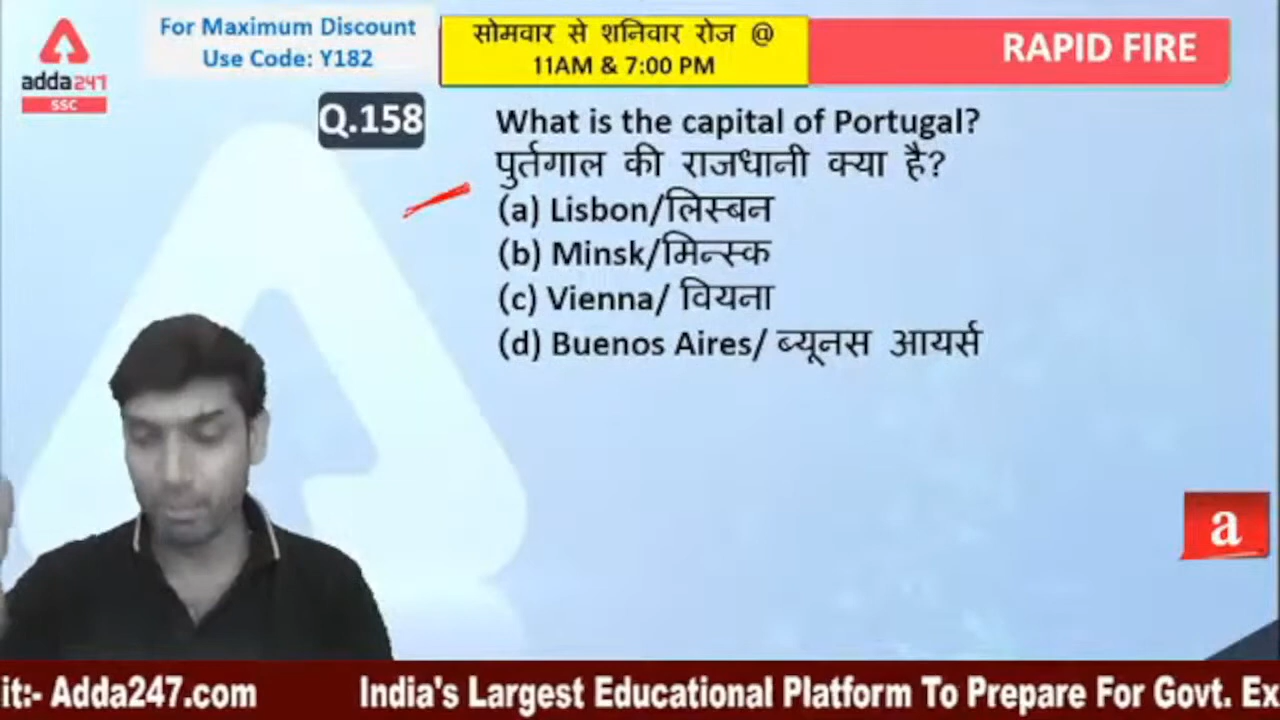 For Maximum Discount
Use Code: Y182
सोमवार से शनिवार रोज @
11AM & 7:00 PM
RAPID FIRE
adda247
SSC
Q.158
What is the capital of Portugal?
पुर्तगाल की राजधानी क्या है?
(a) Lisbon/लिस्बन
(b) Minsk/मिन्स्क
(c) Vienna/ वियना
(d) Buenos Aires/ ब्यूनस आयर्स
a
it:- Adda247.com India's Largest Educational Platform To Prepare For Govt. Ex